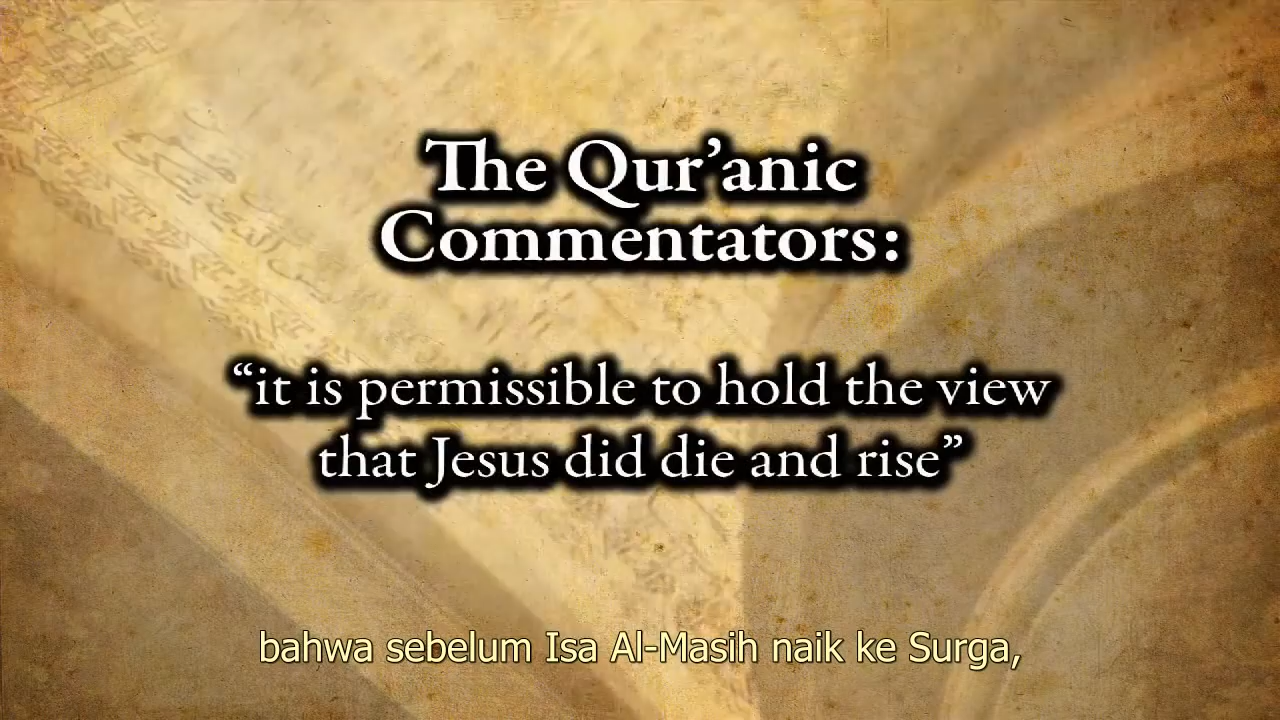 The Qur’anic
Commentators:
“it is permissible to hold the view
that Jesus did die and rise”
bahwa sebelum Isa Al-Masih naik ke Surga,